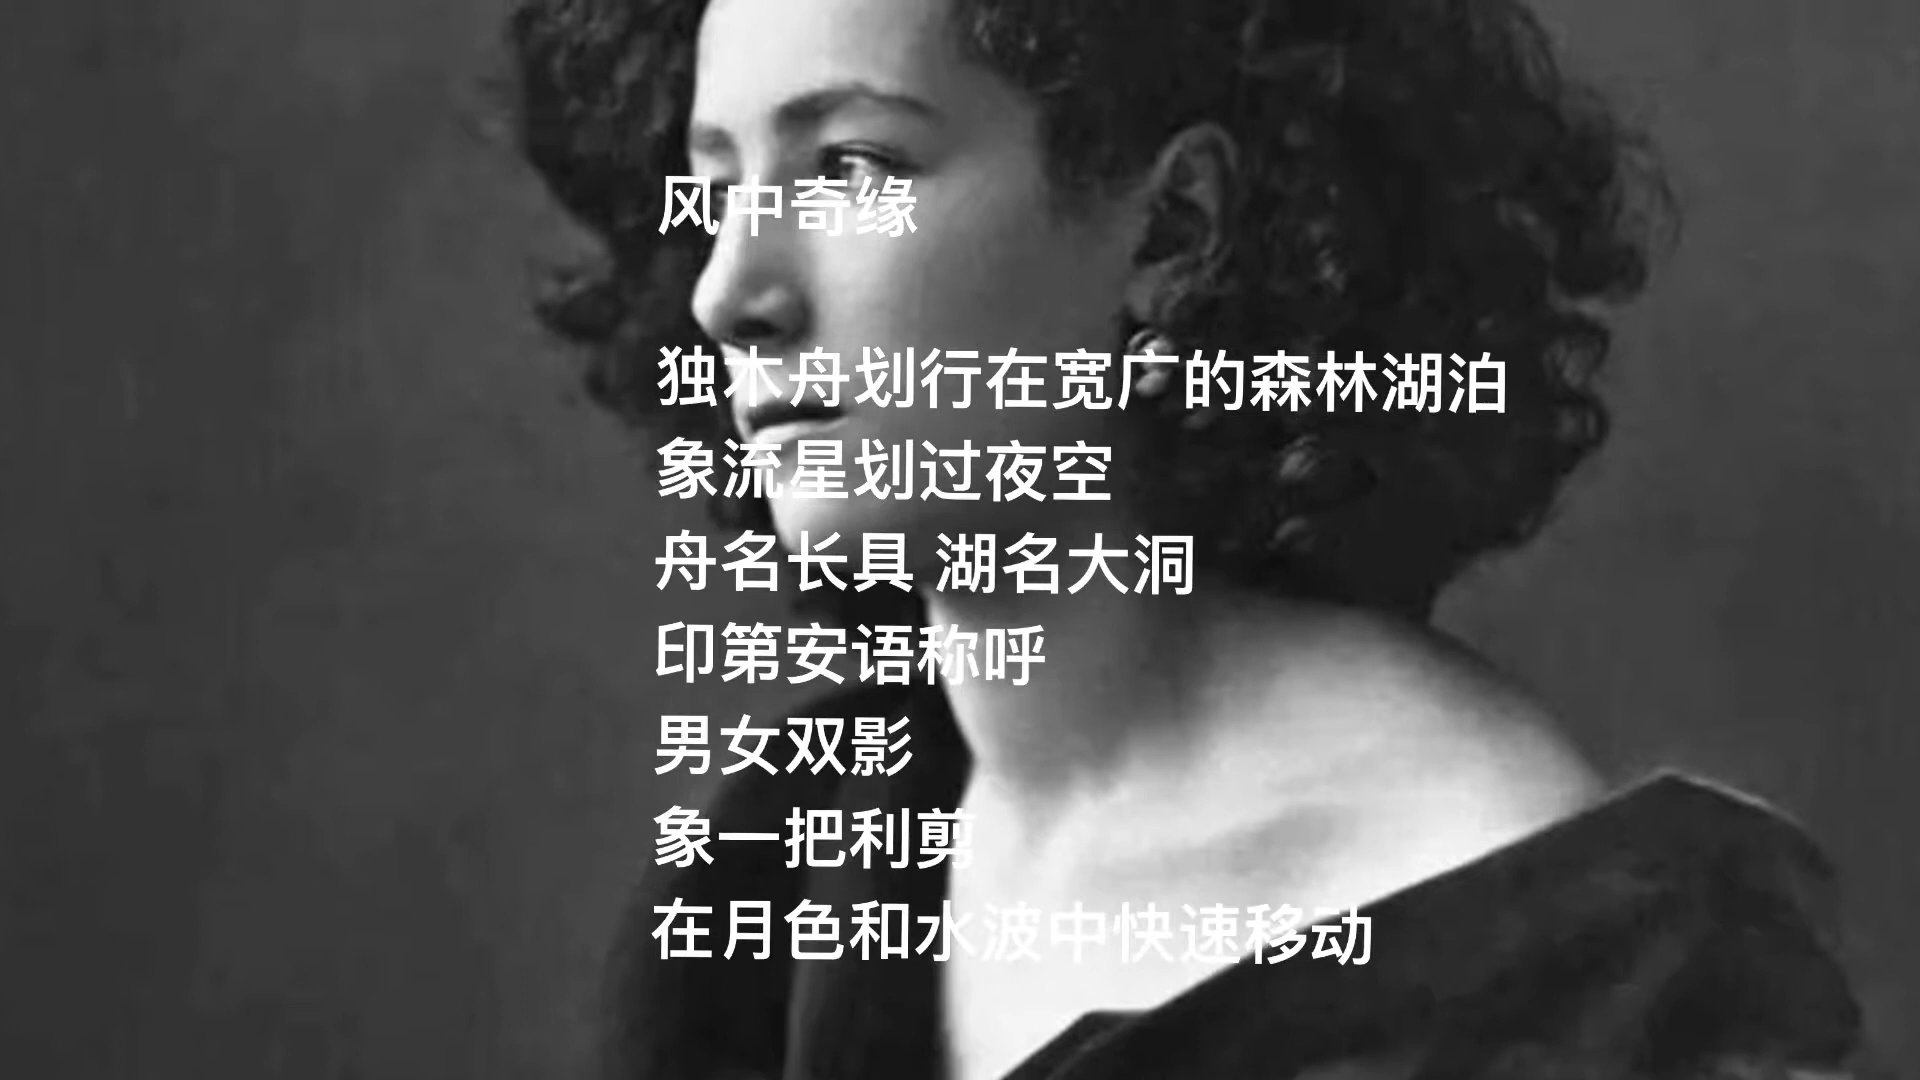 风中奇缘
独木舟划行在宽广的森林湖泊
象流星划过夜空
舟名长具 湖名大洞
印第安语称呼
男女双影
象一把利剪
在月色和水波中快速移动